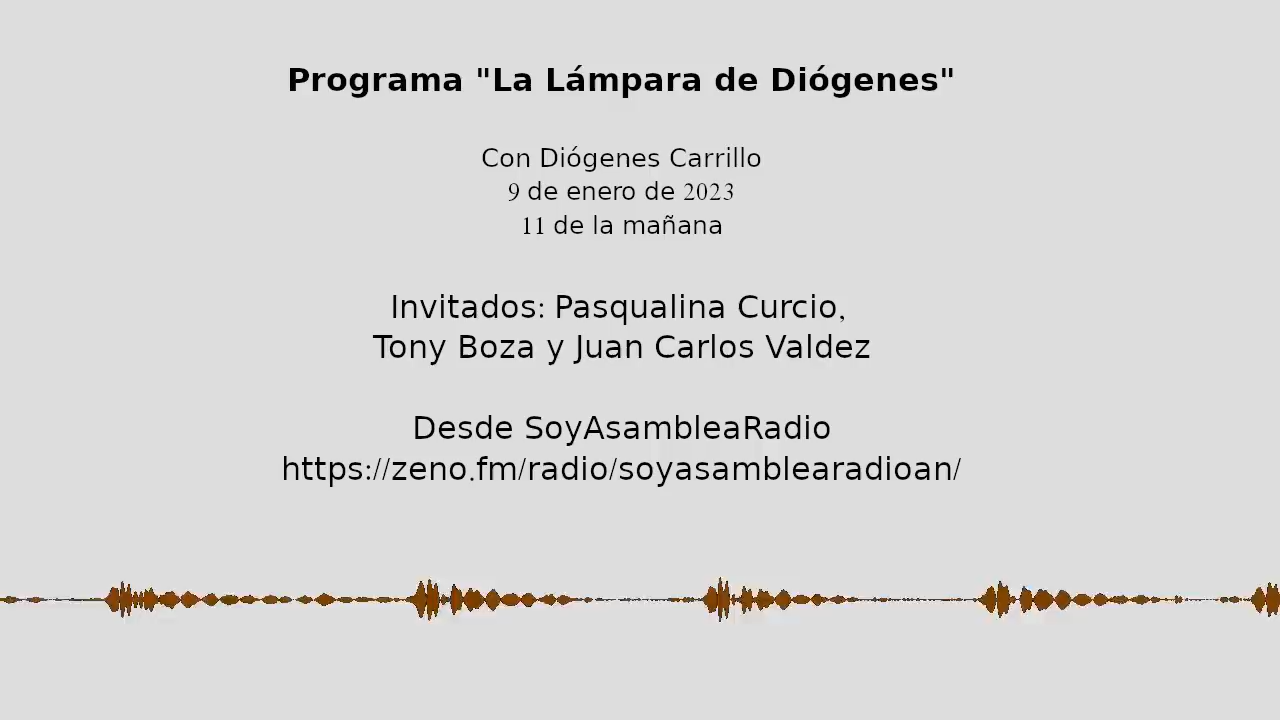 Programa "La Lámpara de Diógenes"
Con Diógenes Carrillo
9 de enero de 2023
11 de la mañana
Invitados: Pasqualina Curcio,
Tony Boza y Juan Carlos Valdez
Desde SoyAsambleaRadio
https://zeno.fm/radio/soyasamblearadioan/